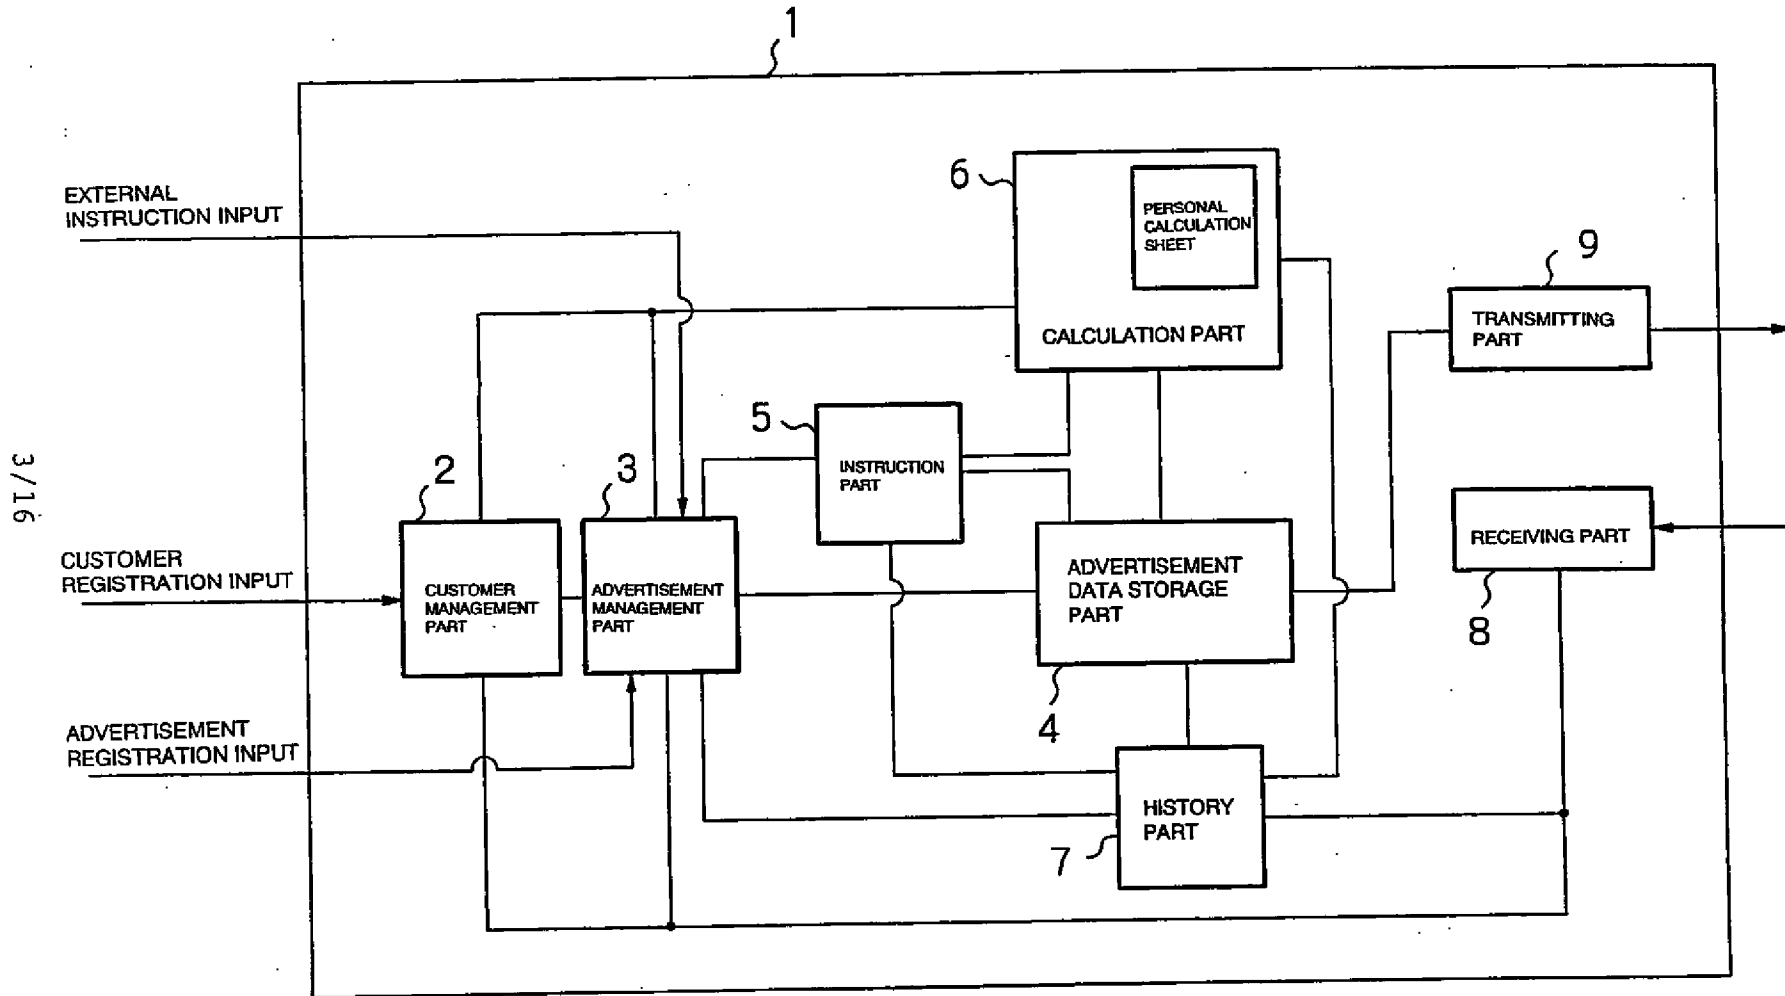 1
EXTERNAL
INSTRUCTION INPUT
6
PERSONAL
CALCULATION
SHEET
CALCULATION PART
9
TRANSMITTING
PART
5
INSTRUCTION
PART
3/16
2
3
CUSTOMER
REGISTRATION INPUT
CUSTOMER
MANAGEMENT
PART
ADVERTISEMENT
MANAGEMENT
PART
ADVERTISEMENT
DATA STORAGE
PART
4
RECEIVING PART
8
ADVERTISEMENT
REGISTRATION INPUT
HISTORY
PART
7